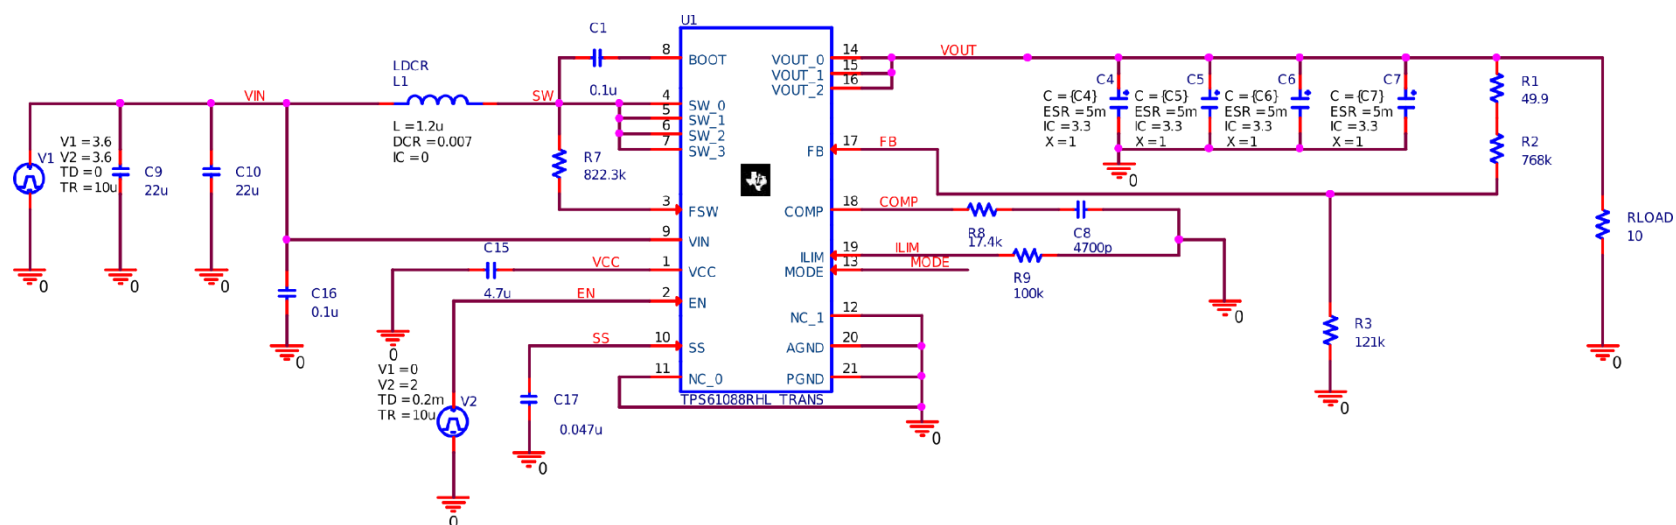 U1
C1
0.1u
8
BOOT
LDCR
L1
L = 1.2u
DCR = 0.007
IC = 0
VIN
SW
4
SW_0
5
SW_1
6
SW_2
7
SW_3
R7
822.3k
3
FSW
9
VIN
VCC
1
VCC
C15
4.7u
0
EN
2
EN
SS
10
SS
11
NC_0
TPS61088RHL_TRANS
V1 = 3.6
V2 = 3.6
TD = 0
TR = 10u
V1
0
C9
22u
0
C10
22u
0
C16
0.1u
0
V1 = 0
V2 = 2
TD = 0.2m
TR = 10u
V2
0
C17
0.047u
0
14
VOUT_0
15
VOUT_1
16
VOUT_2
VOUT
17
FB
FB
18
COMP
COMP
R8
17.4k
C8
4700p
19
ILIM
ILIM
13
MODE
MODE
R9
100k
0
12
NC_1
20
AGND
21
PGND
0
C4
C = {C4}
ESR = 5m
IC = 3.3
X = 1
C5
C = {C5}
ESR = 5m
IC = 3.3
X = 1
C6
C = {C6}
ESR = 5m
IC = 3.3
X = 1
C7
C = {C7}
ESR = 5m
IC = 3.3
X = 1
0
R1
49.9
R2
768k
R3
121k
0
RLOAD
10
0